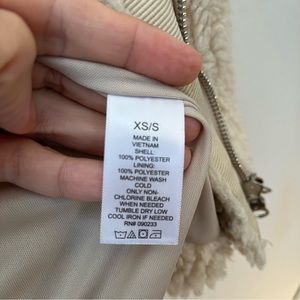 XS/S
MADE IN
VIETNAM
SHELL:
100% POLYESTER
LINING:
100% POLYESTER
MACHINE WASH
COLD
ONLY NON-
CHLORINE BLEACH
WHEN NEEDED
TUMBLE DRY LOW
COOL IRON IF NEEDED
RN# 090233